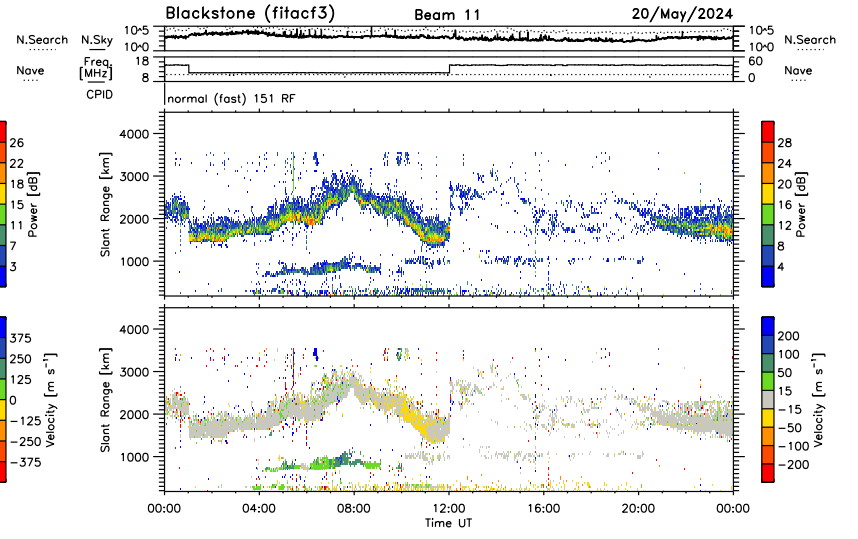 Blackstone (fitacf3) Beam 11 20/May/2024
N.Search N.Sky 10^5 10^0 10^5 10^0 N.Search
Nave Freq. [MHz] 18 8 60 0 Nave
CPID normal (fast) 151 RF
Slant Range [km] 4000 3000 2000 1000
26 22 18 15 11 7 3 Power [dB]
28 24 20 16 12 8 4 Power [dB]
Slant Range [km] 4000 3000 2000 1000
375 250 125 0 −125 −250 −375 Velocity [m s⁻¹]
200 100 50 15 −15 −50 −100 −200 Velocity [m s⁻¹]
00:00 04:00 08:00 12:00 16:00 20:00 00:00
Time UT